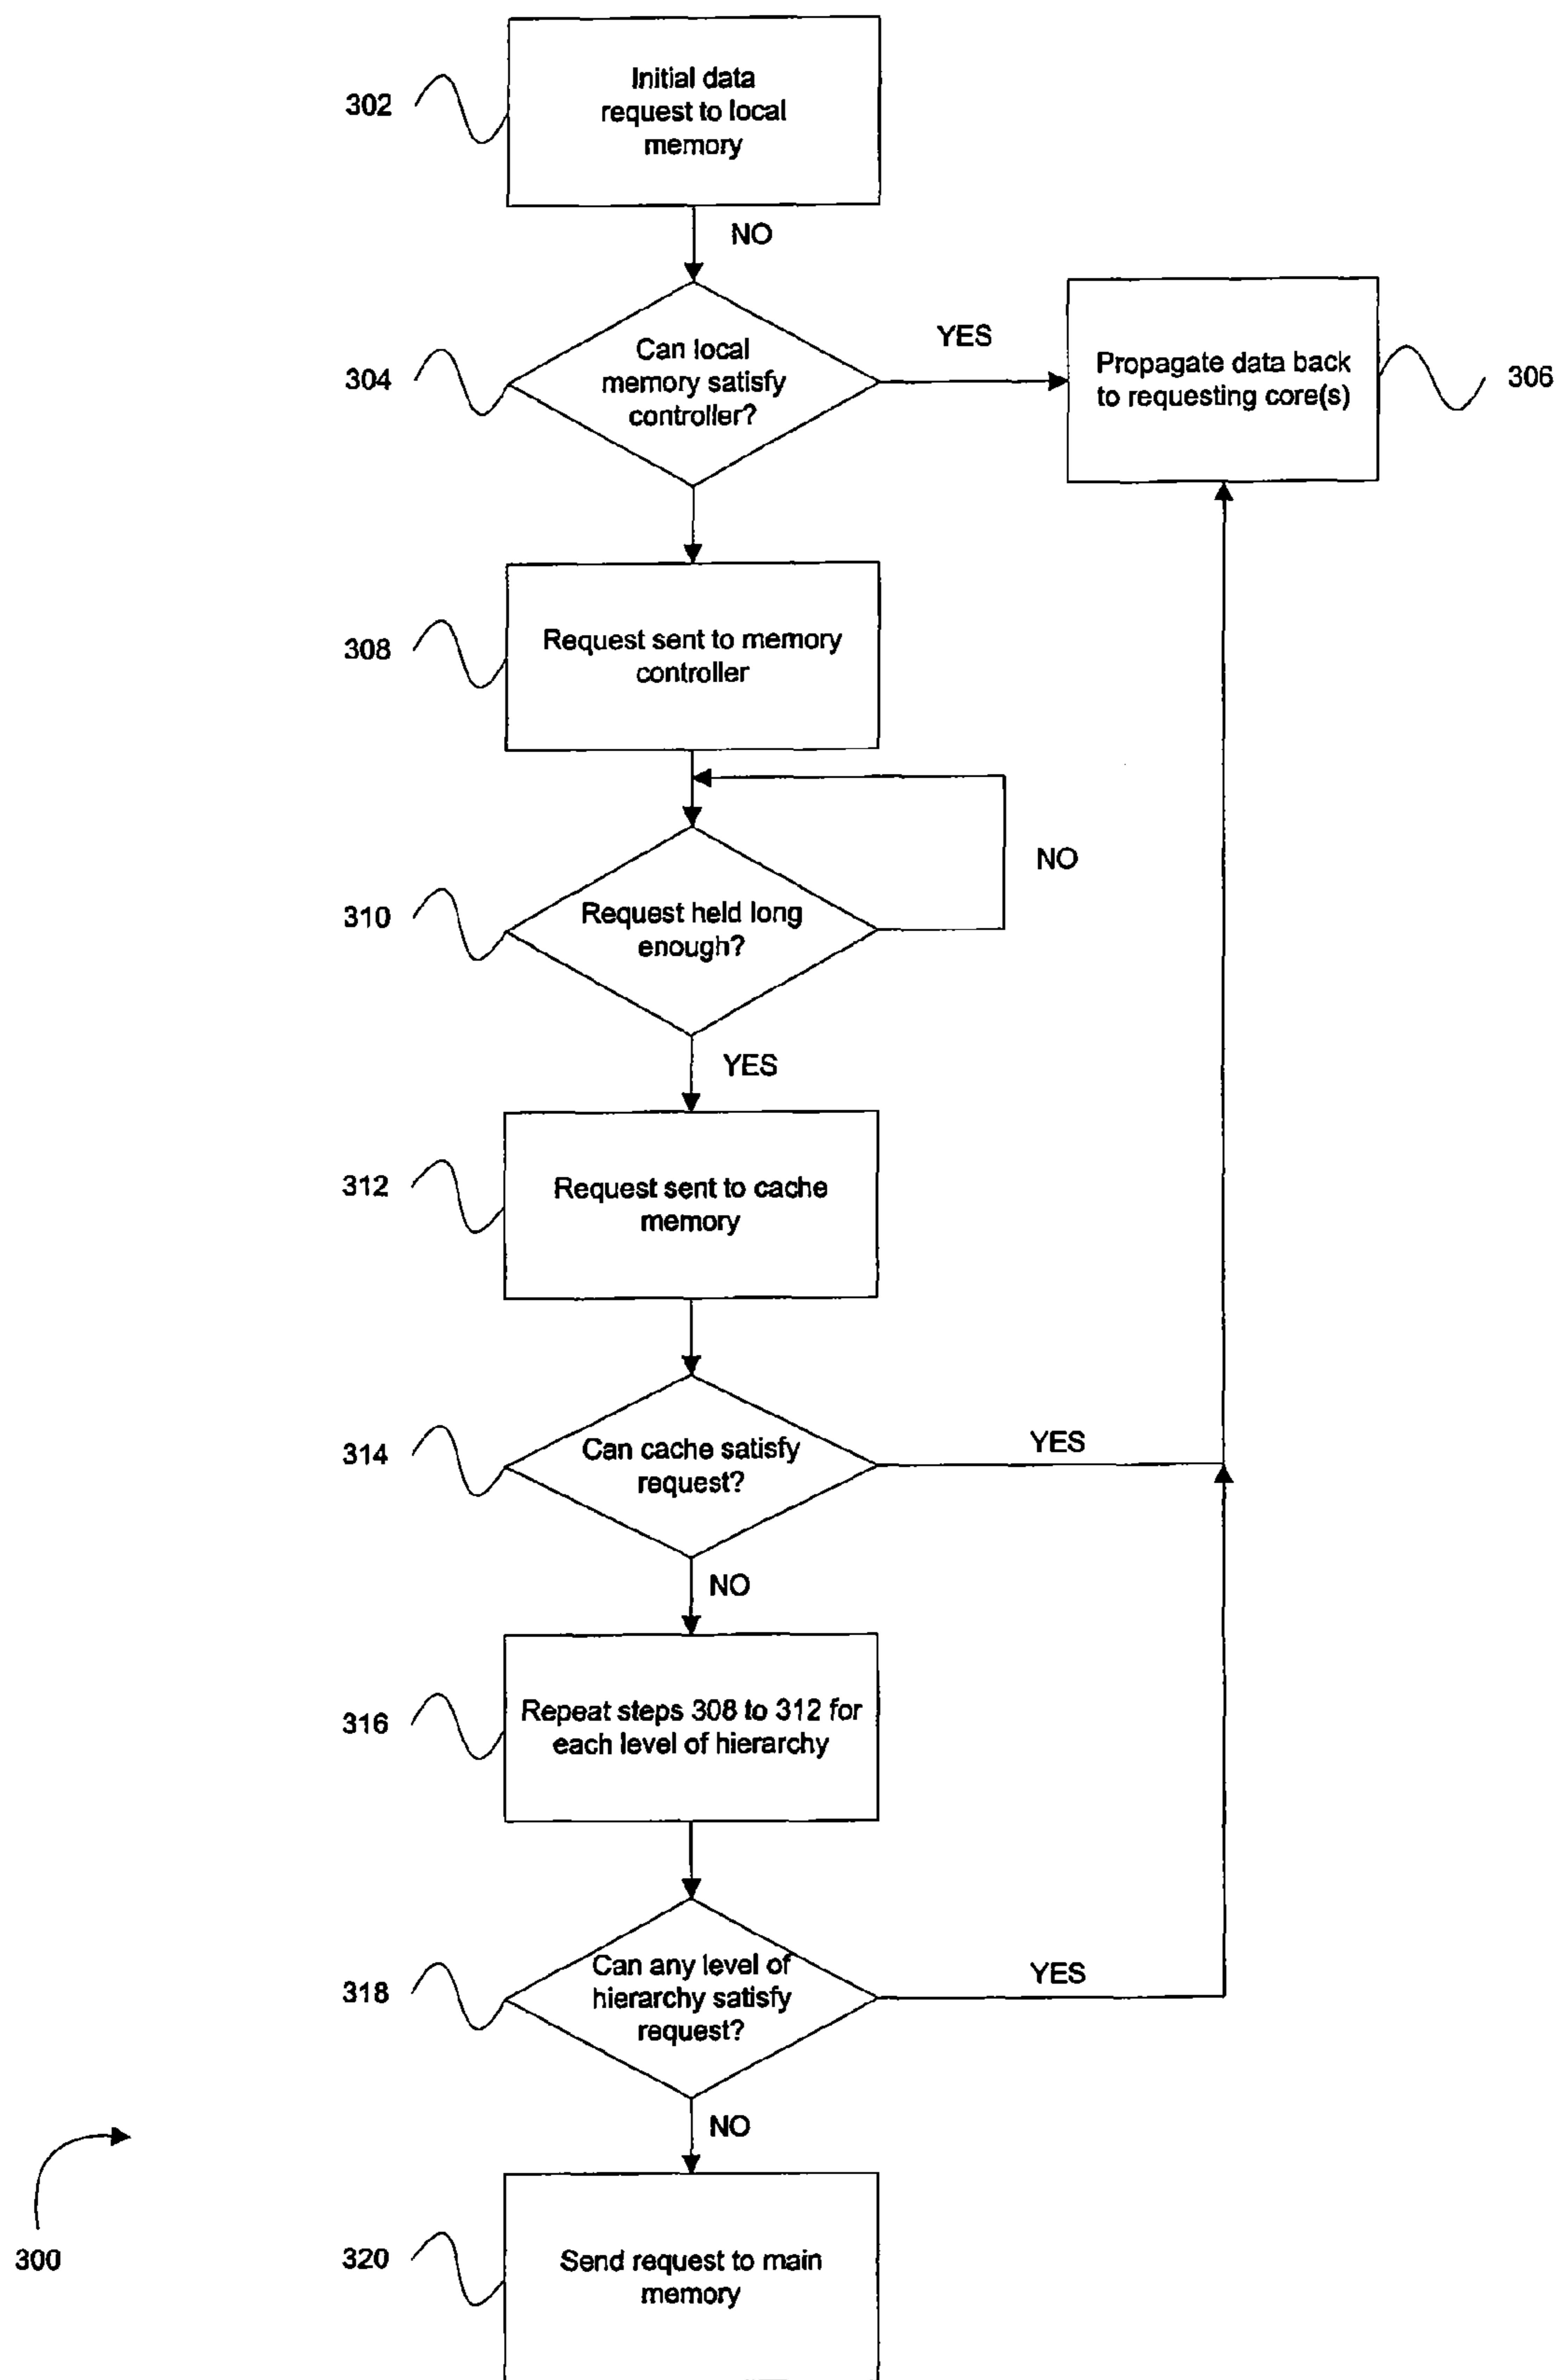 302
Initial data
request to local
memory
NO
304
Can local
memory satisfy
controller?
YES
Propagate data back
to requesting core(s)
306
308
Request sent to memory
controller
310
Request held long
enough?
NO
YES
312
Request sent to cache
memory
314
Can cache satisfy
request?
YES
NO
316
Repeat steps 308 to 312 for
each level of hierarchy
318
Can any level of
hierarchy satisfy
request?
YES
NO
300
320
Send request to main
memory